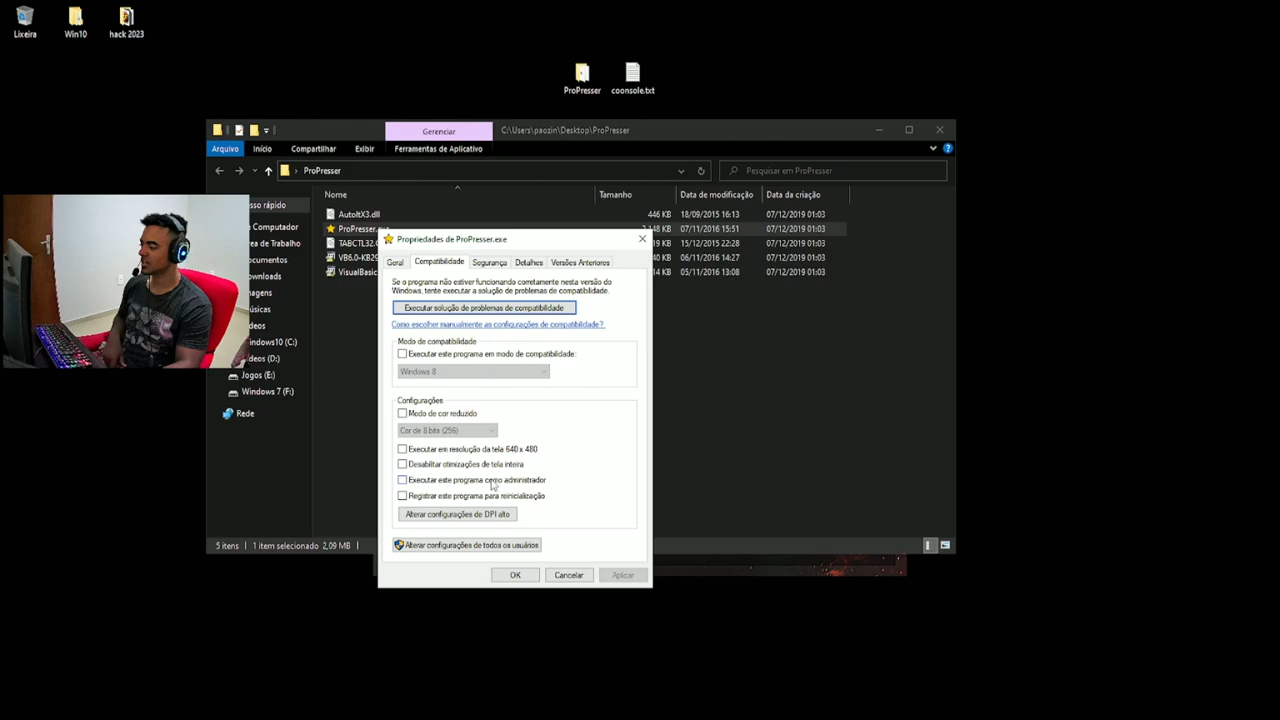 Lixeira
Win10
hack 2023
ProPresser
coonsole.txt
Gerenciar
C:\Users\paozin\Desktop\ProPresser
Arquivo
Início
Compartilhar
Exibir
Ferramentas de Aplicativo
ProPresser
Pesquisar em ProPresser
Nome
Tamanho
Data de modificação
Data da criação
AutoItX3.dll
446 KB
18/09/2015 16:13
07/12/2019 01:03
07/11/2016 15:51
07/12/2019 01:03
15/12/2015 22:28
07/12/2019 01:03
VB6.0-KB29
06/11/2016 14:27
07/12/2019 01:03
05/11/2016 13:08
07/12/2019 01:03
Jogos (E:)
Windows 7 (F:)
Rede
Propriedades de ProPresser.exe
Geral
Compatibilidade
Segurança
Detalhes
Versões Anteriores
Se o programa não estiver funcionando corretamente nesta versão do
Windows, tente executar a solução de problemas de compatibilidade.
Executar solução de problemas de compatibilidade
Como escolher manualmente as configurações de compatibilidade?
Modo de compatibilidade
Executar este programa em modo de compatibilidade:
Windows 8
Configurações
Modo de cor reduzido
Cor de 8 bits (256)
Executar em resolução da tela 640 x 480
Desabilitar otimizações de tela inteira
Executar este programa como administrador
Registrar este programa para reinicialização
Alterar configurações de DPI alto
Alterar configurações de todos os usuários
OK
Cancelar
Aplicar
5 itens
1 item selecionado 2,09 MB